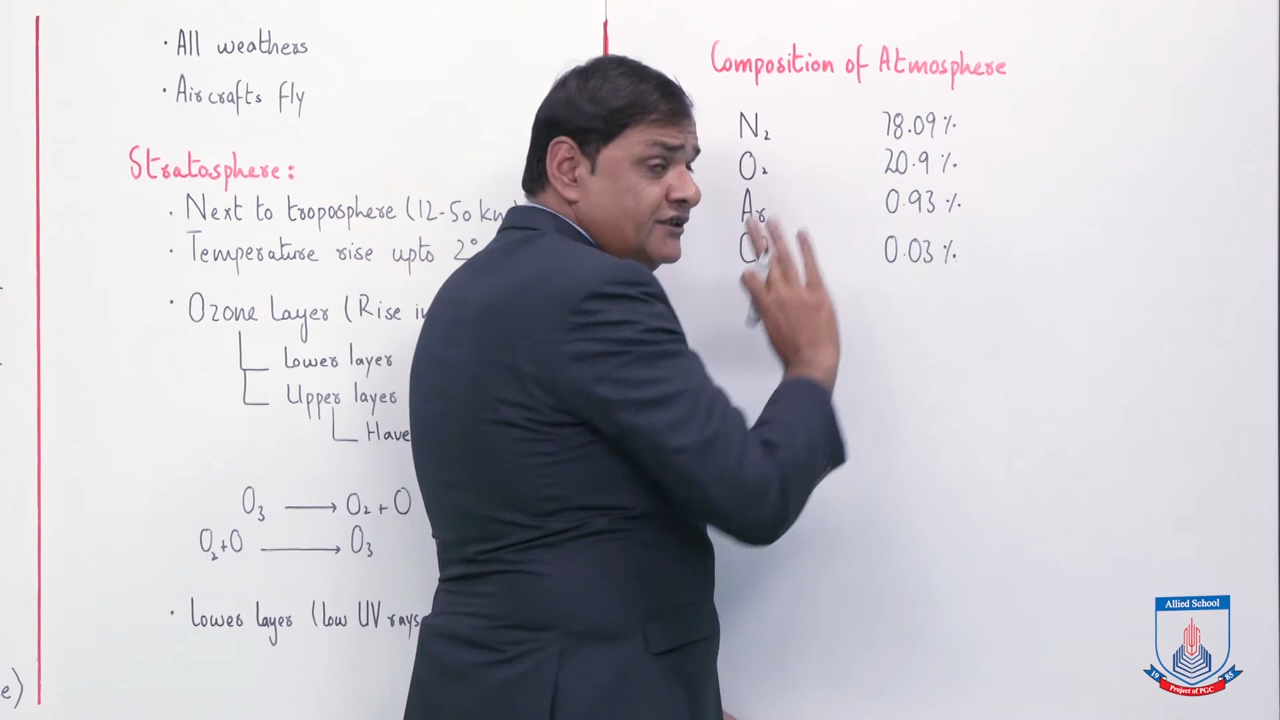 · All weathers
· Aircrafts fly
Stratosphere:
· Next to troposphere (12-50 km)
· Temperature rise upto 2°
· Ozone Layer (Rise in
Lower layer
Upper layer
Have
O₃ → O₂ + O
O₂+O → O₃
· Lower layer (low UV rays
e)
Composition of Atmosphere
N₂ 78.09%
O₂ 20.9%
Ar 0.93%
0.03%
Allied School
1985
Project of PGC